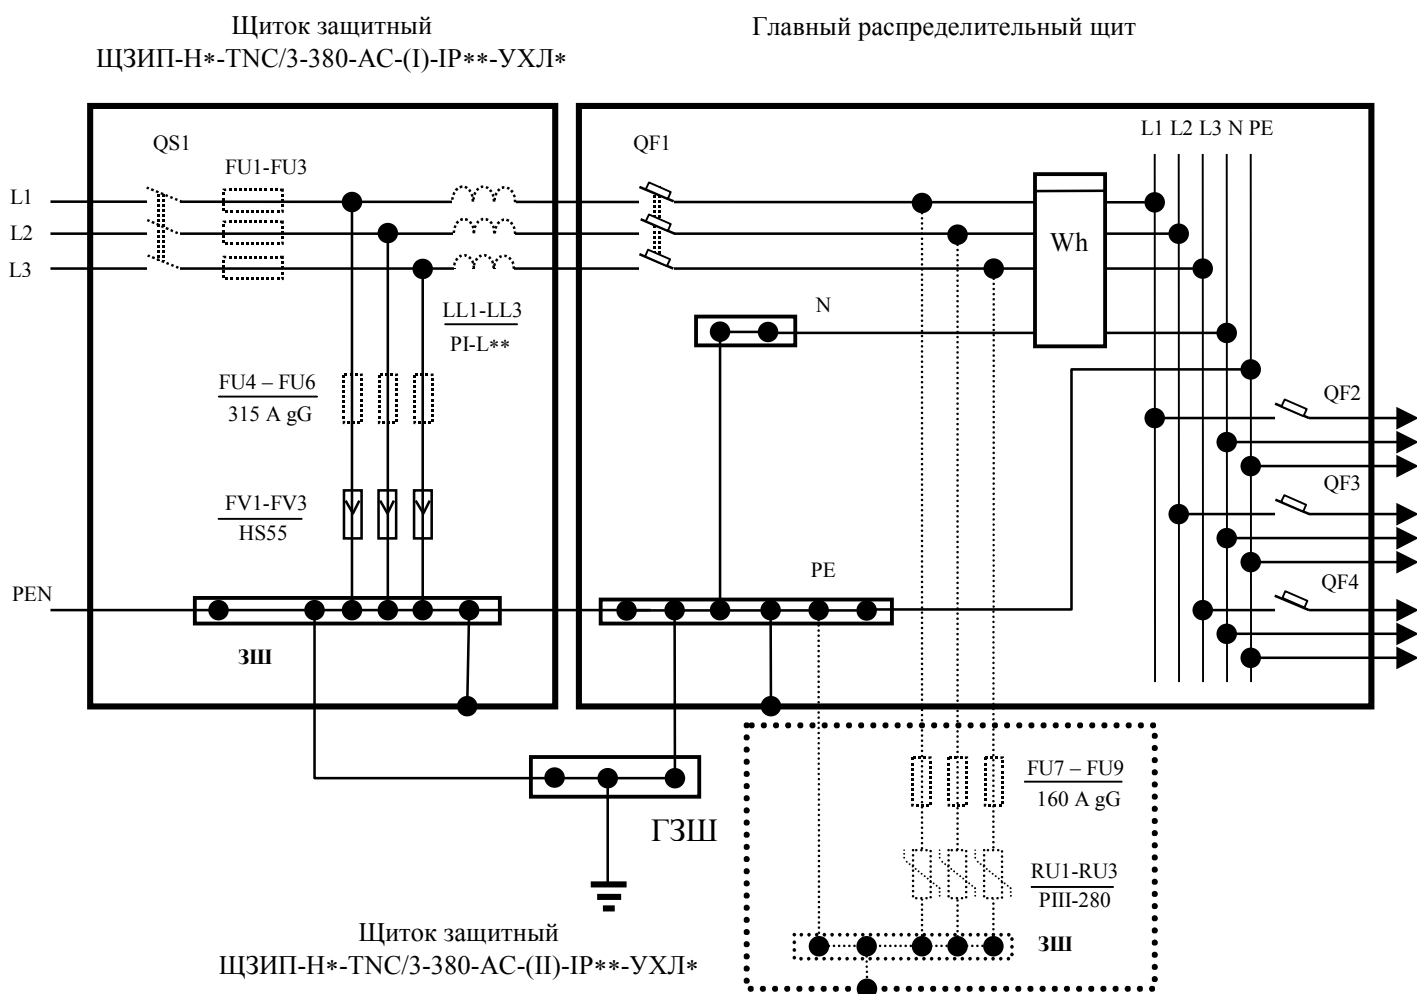 Щиток защитный
ЩЗИП-Н*-TNC/3-380-АС-(I)-IP**-УХЛ*
Главный распределительный щит
L1 L2 L3 N PE
QS1
FU1-FU3
QF1
L1
L2
L3
Wh
LL1-LL3
PI-L**
N
FU4 – FU6
315 A gG
QF2
FV1-FV3
HS55
QF3
PEN
PE
QF4
ЗШ
ГЗШ
FU7 – FU9
160 A gG
RU1-RU3
РIII-280
ЗШ
Щиток защитный
ЩЗИП-Н*-TNC/3-380-АС-(II)-IP**-УХЛ*